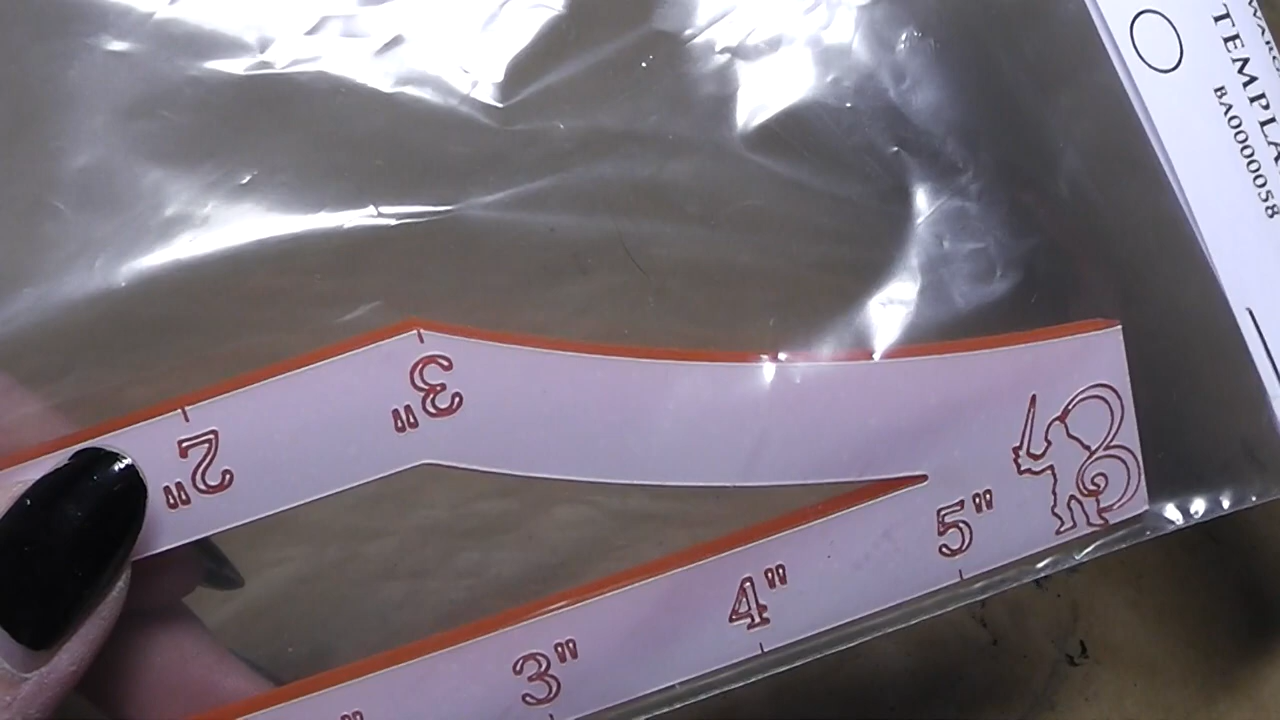 TEMPLA
BA0000058
3"
2"
5"
4"
3"